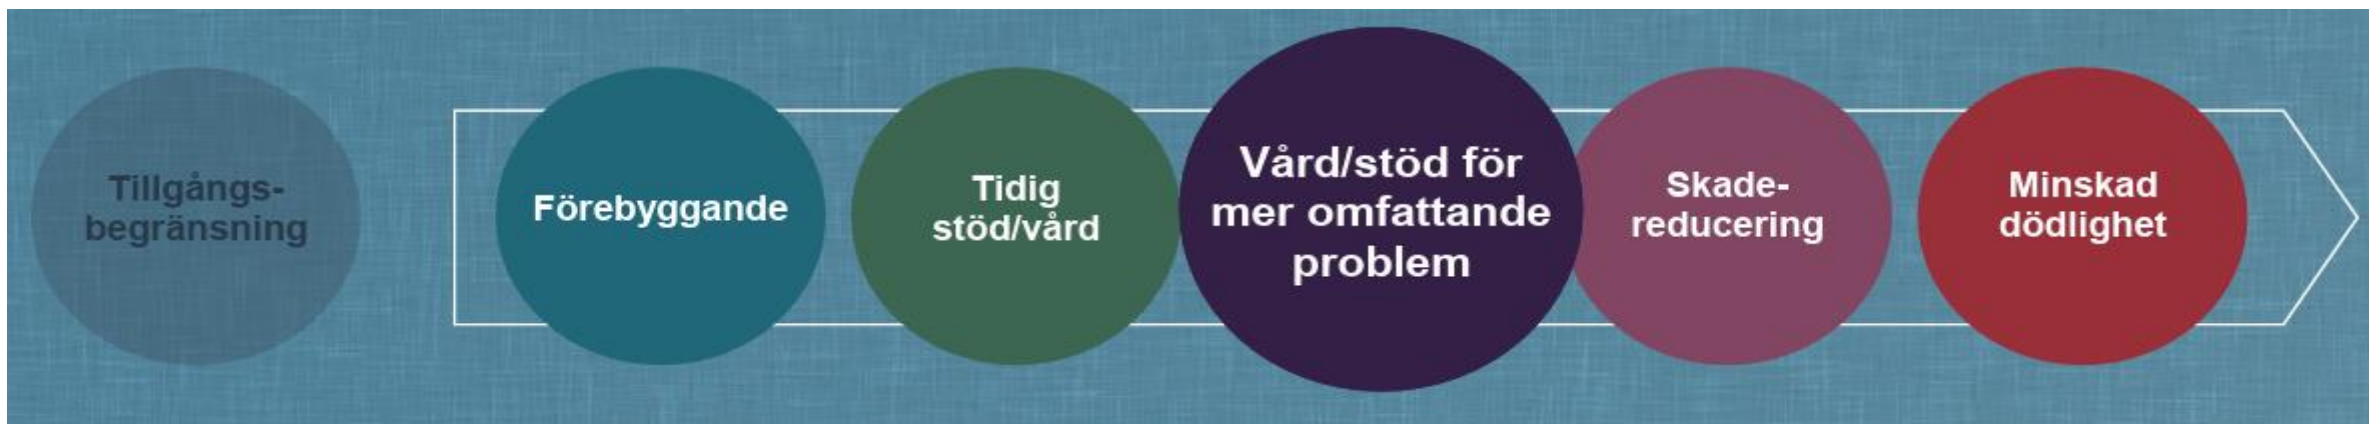 Tillgångs-
begränsning
Förebyggande
Tidig
stöd/vård
Vård/stöd för
mer omfattande
problem
Skade-
reducering
Minskad
dödlighet